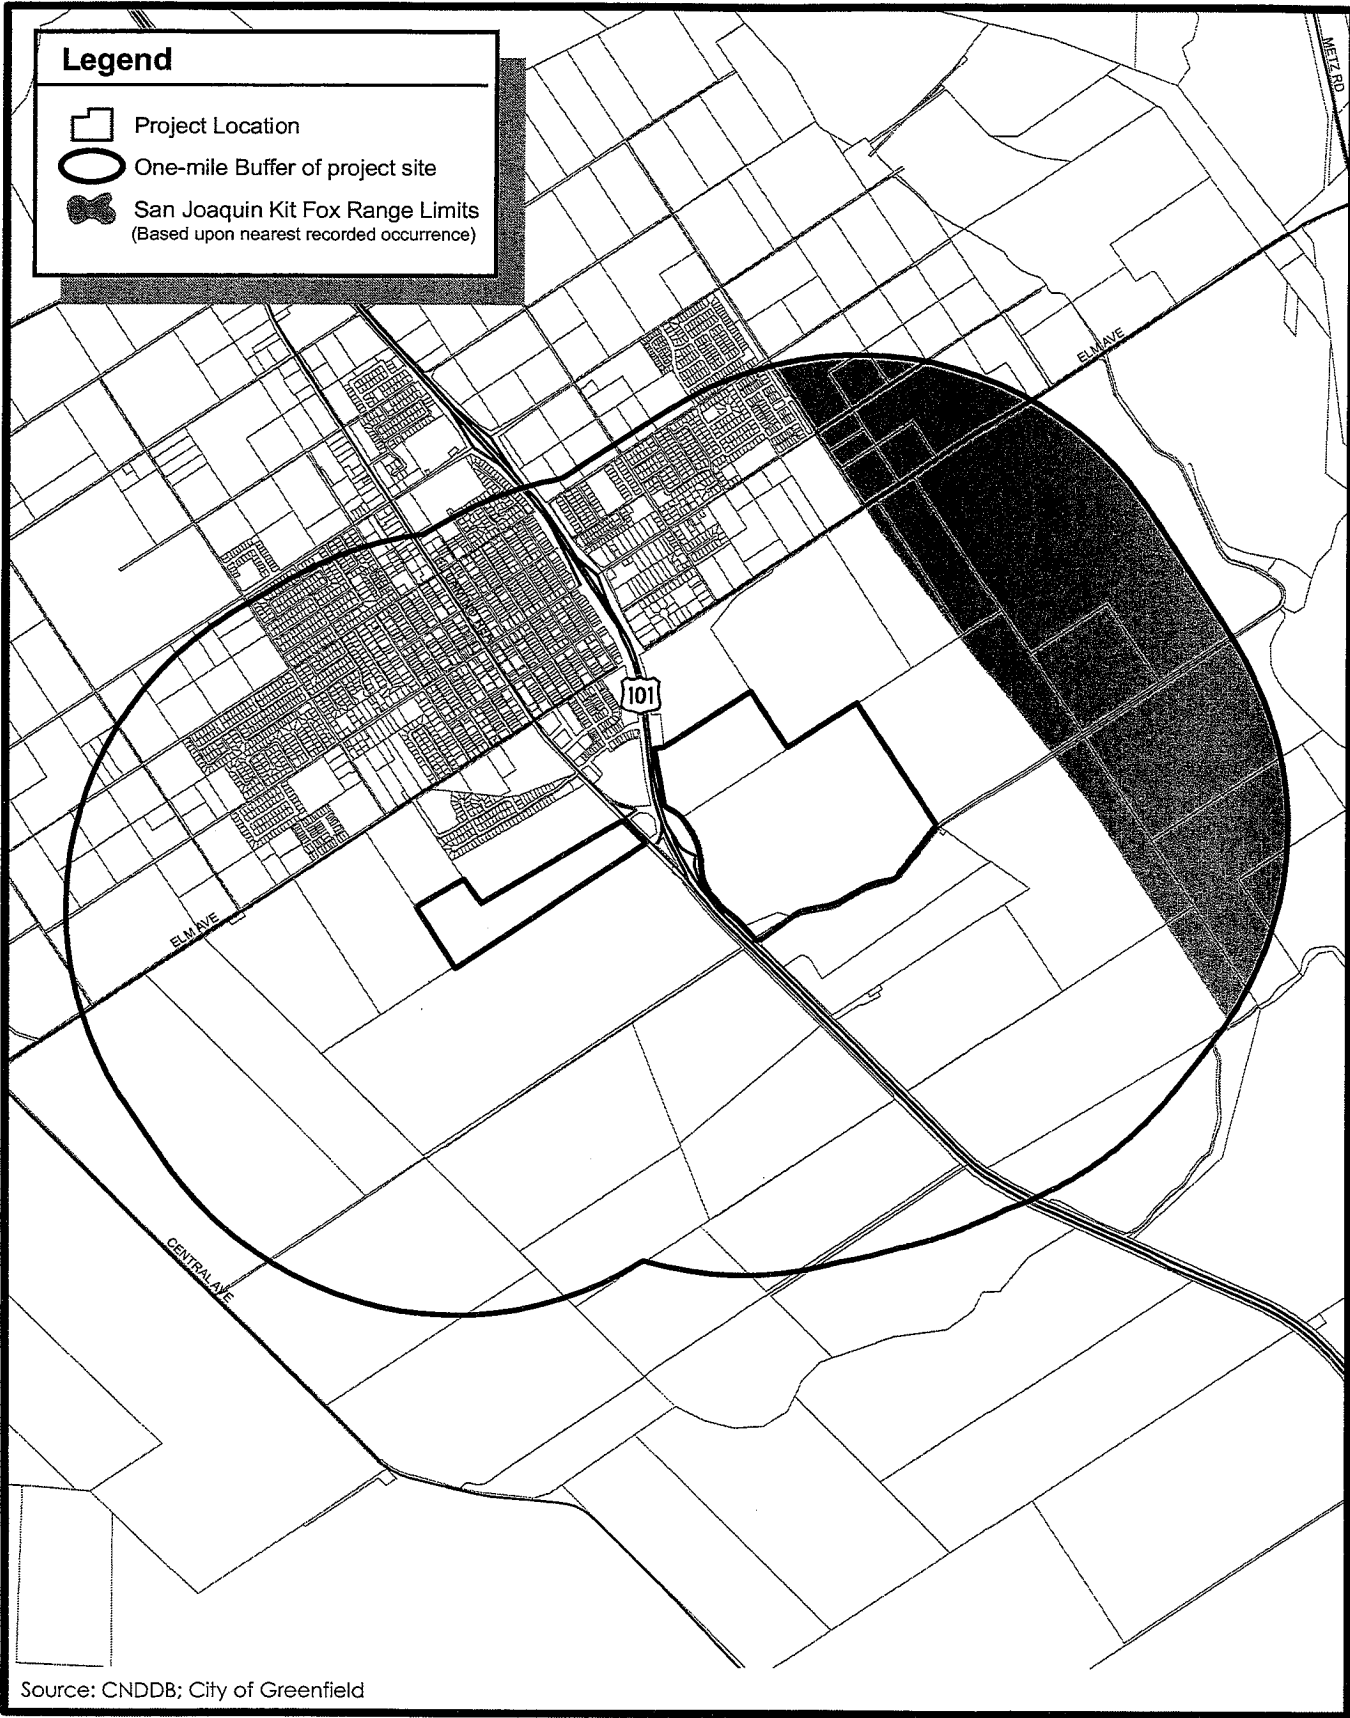 Legend
Project Location
One-mile Buffer of project site
San Joaquin Kit Fox Range Limits
(Based upon nearest recorded occurrence)
METZ RD
ELM AVE
101
ELM AVE
CENTRAL AVE
Source: CNDDB; City of Greenfield